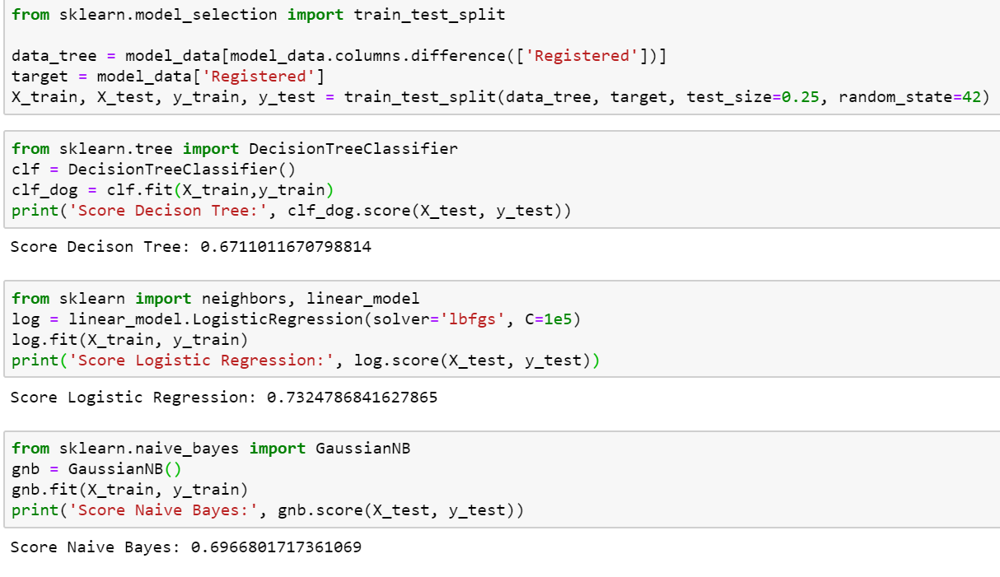 from sklearn.model_selection import train_test_split
data_tree = model_data[model_data.columns.difference(['Registered'])]
target = model_data['Registered']
X_train, X_test, y_train, y_test = train_test_split(data_tree, target, test_size=0.25, random_state=42)
from sklearn.tree import DecisionTreeClassifier
clf = DecisionTreeClassifier()
clf_dog = clf.fit(X_train,y_train)
print('Score Decison Tree:', clf_dog.score(X_test, y_test))
Score Decison Tree: 0.6711011670798814
from sklearn import neighbors, linear_model
log = linear_model.LogisticRegression(solver='lbfgs', C=1e5)
log.fit(X_train, y_train)
print('Score Logistic Regression:', log.score(X_test, y_test))
Score Logistic Regression: 0.7324786841627865
from sklearn.naive_bayes import GaussianNB
gnb = GaussianNB()
gnb.fit(X_train, y_train)
print('Score Naive Bayes:', gnb.score(X_test, y_test))
Score Naive Bayes: 0.6966801717361069